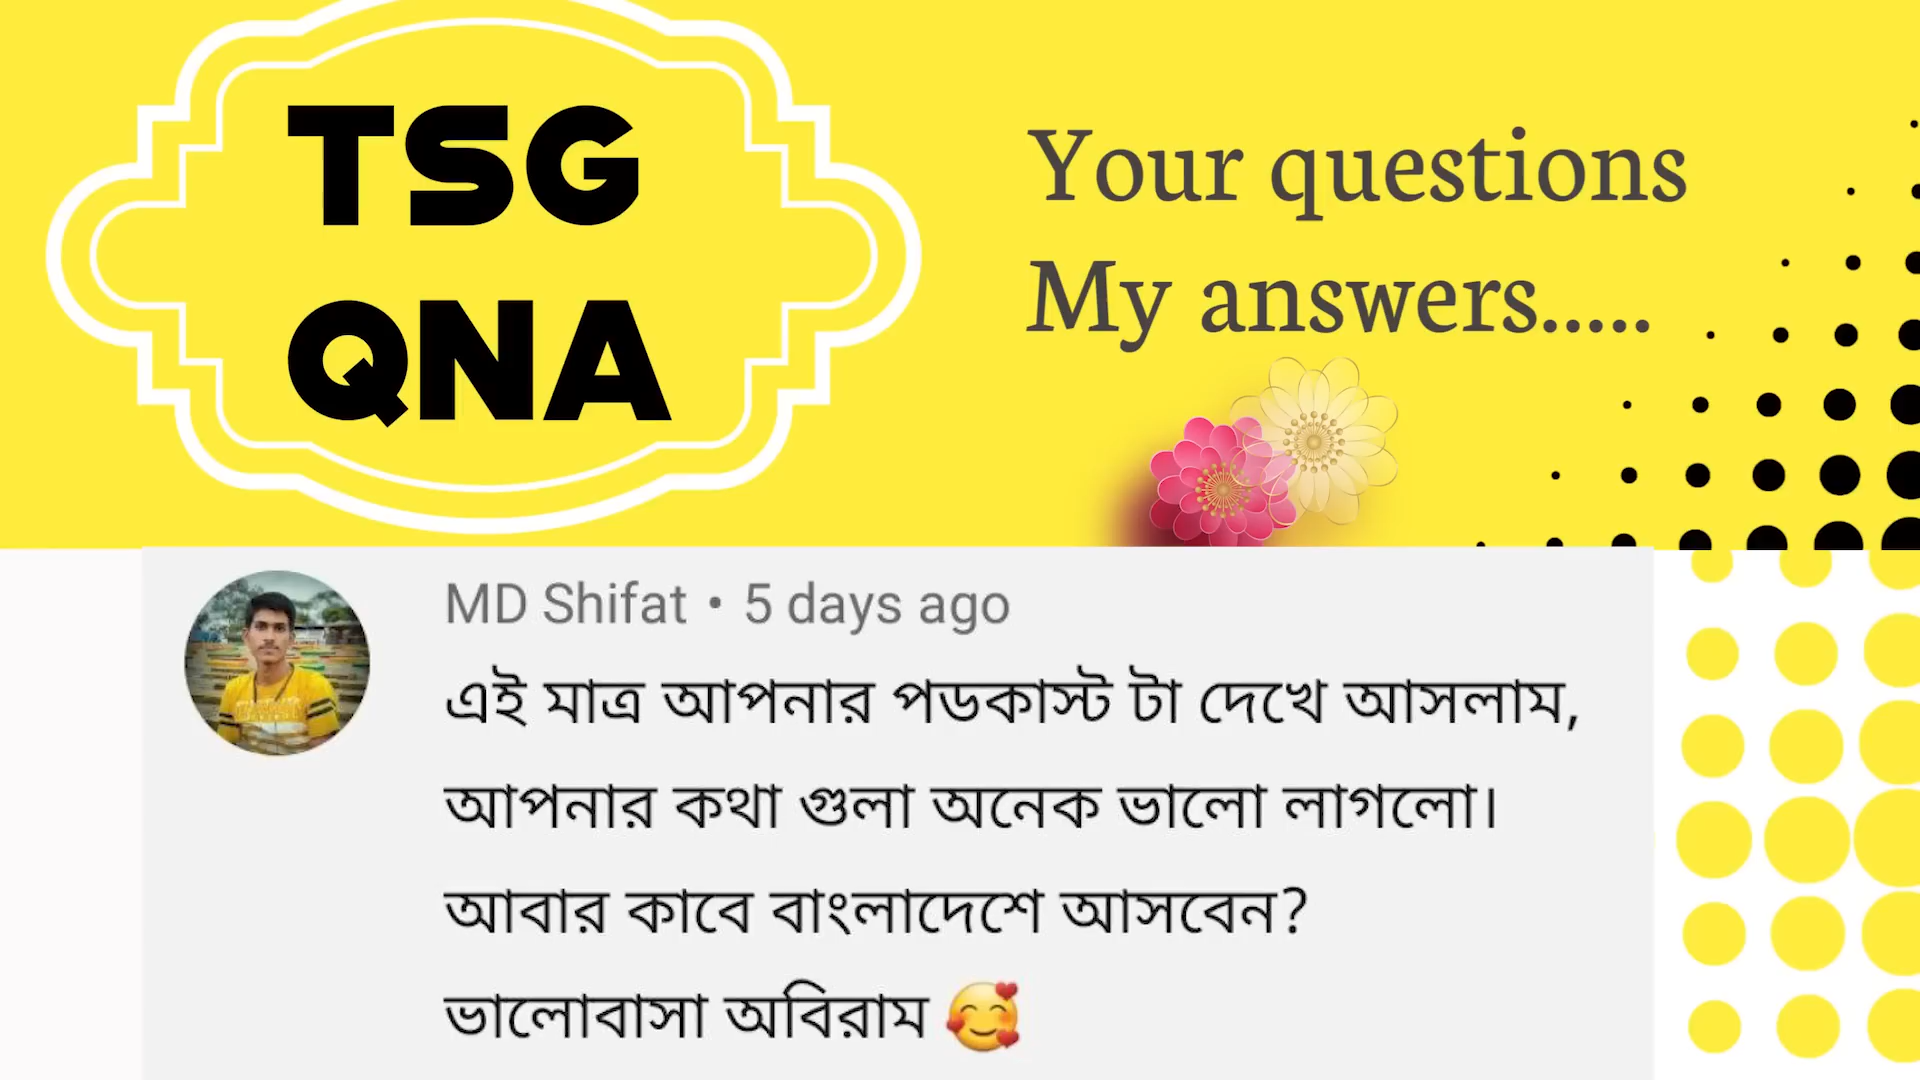 TSG
QNA
Your questions
My answers.....
MD Shifat • 5 days ago
এই মাত্র আপনার পডকাস্ট টা দেখে আসলাম,
আপনার কথা গুলা অনেক ভালো লাগলো।
আবার কাবে বাংলাদেশে আসবেন?
ভালোবাসা অবিরাম 🥰